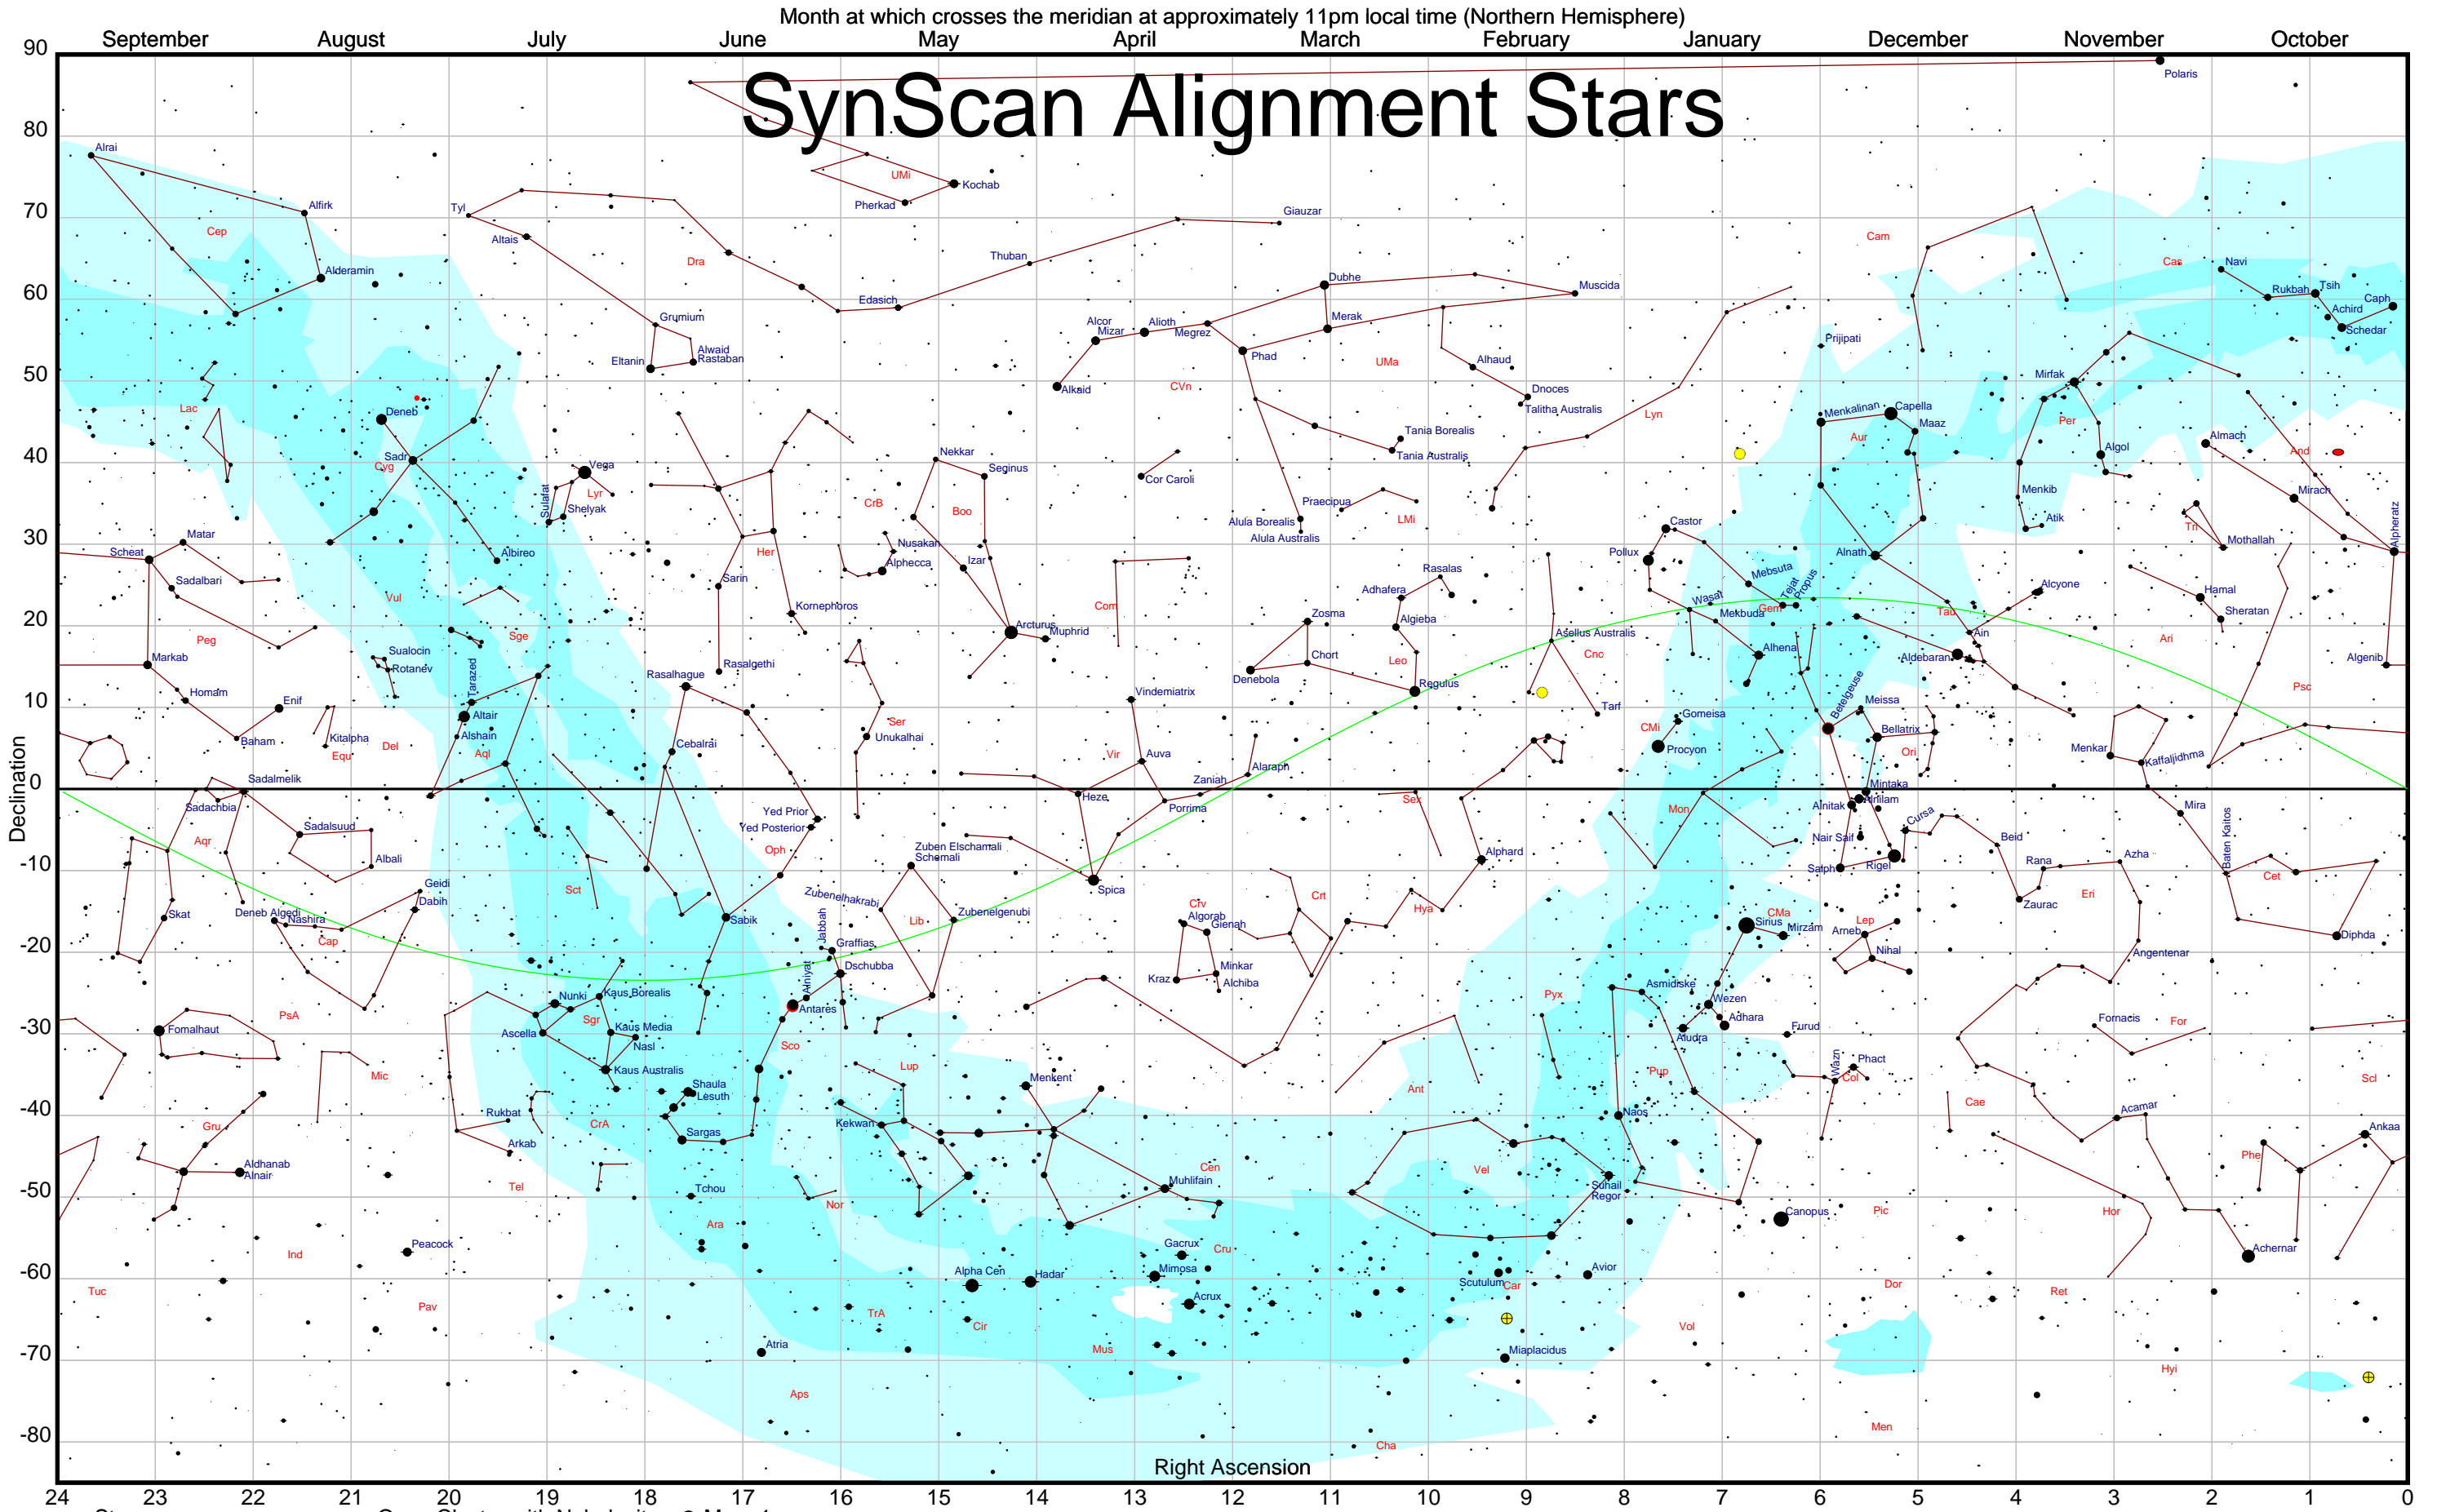 Month at which crosses the meridian at approximately 11pm local time (Northern Hemisphere)
September August July June May April March February January December November October
SynScan Alignment Stars
90
Polaris
80
Alrai
UMi
Kochab
Pherkad
70
Alfirk
Tyl
Giauzar
Cep
Altais
Cam
Dra
Thuban
Cas
Navi
Alderamin
Dubhe
60
Edasich
Muscida
Rukbah
Tsih
Caph
Achird
Grumium
Merak
Alcor
Mizar
Alioth
Megrez
Schedar
Prijipati
Alwaid
Rastaban
Eltanin
Phad
UMa
Alhaud
50
Mirfak
Alkaid
CVn
Dnoces
Talitha Australis
Lac
Deneb
Lyn
Menkalinan
Capella
Maaz
Aur
Per
Tania Borealis
Almach
Algol
And
40
Sadr
Cyg
Nekkar
Tania Australis
Vega
Seginus
Cor Caroli
Lyr
Sulafat
Shelyak
CrB
Boo
Praecipua
LMi
Menkib
Mirach
Alula Borealis
Alula Australis
Castor
Atik
Tri
Mothallah
Alpheratz
30
Matar
Scheat
Albireo
Her
Nusakan
Alphecca
Izar
Pollux
Alnath
Sadalbari
Sarin
Rasalas
Adhafera
Mebsuta
Tejat
Propus
Alcyone
Hamal
Vul
Kornephoros
Com
Wasat
Gem
Mekbuda
Tau
Sheratan
20
Peg
Sge
Arcturus
Muphrid
Zosma
Algieba
Asellus Australis
Ain
Ari
Markab
Sualocin
Rotanev
Tarazed
Rasalgethi
Chort
Leo
Cnc
Alhena
Aldebaran
Algenib
Rasalhague
Denebola
Regulus
Homam
Enif
Vindemiatrix
Tarf
Betelgeuse
Meissa
Psc
10
Altair
Ser
Gomeisa
CMi
Bellatrix
Kitalpha
Equ
Del
Alshain
Baham
Unukalhai
Procyon
Ori
Menkar
Aql
Cebalrai
Vir
Auva
Kaffaljidhma
Sadalmelik
Alaraph
Zaniah
Mintaka
0
Sadachbia
Heze
Porrima
Sex
Mon
Alnitak
Mira
Declination
Yed Prior
Yed Posterior
Cursa
Baten Kaitos
Sadalsuud
Aqr
Nair Saif
Beid
Oph
Zuben Elschamali
Schemali
Alphard
Saiph
Rigel
Rana
Azha
Albali
-10
Geidi
Dabih
Sct
Spica
Crt
Cet
Zubenelhakrabi
Hya
Eri
Zaurac
Skat
Deneb Algedi
Nashira
Cap
Sabik
Jabbah
Lib
Zubenelgenubi
Crv
Algorab
Gienah
Sirius
CMa
Mirzam
Lep
Arneb
Diphda
-20
Graffias
Dschubba
Nihal
Angentenar
Alniyat
Kraz
Minkar
Alchiba
Nunki
Kaus Borealis
Antares
Pyx
Asmidiske
Wezen
PsA
Sgr
Adhara
Fornacis
For
-30
Fomalhaut
Ascella
Kaus Media
Nasl
Sco
Aludra
Furud
Kaus Australis
Lup
Wazn
Phact
Col
Mic
Shaula
Lesuth
Menkent
Ant
Pup
Scl
-40
Gru
Rukbat
CrA
Kekwan
Naos
Cae
Acamar
Ankaa
Arkab
Sargas
Phe
Aldhanab
Alnair
Cen
Vel
Tel
Tchou
Muhlifain
Suhail
Regor
-50
Nor
Ara
Pic
Hor
Canopus
Ind
Peacock
Gacrux
Cru
Achernar
-60
Alpha Cen
Hadar
Mimosa
Scutulum
Car
Avior
Dor
Ret
Tuc
Pav
Acrux
TrA
Cir
Vol
Mus
Atria
Miaplacidus
-70
Hyi
Aps
Men
-80
Cha
Right Ascension
24 23 22 21 20 19 18 17 16 15 14 13 12 11 10 9 8 7 6 5 4 3 2 1 0